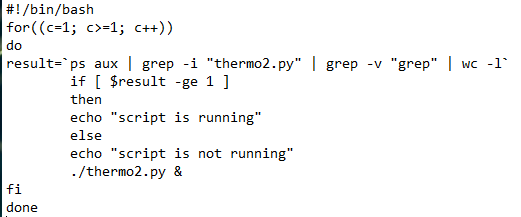 #!/bin/bash
for((c=1; c>=1; c++))
do
result=`ps aux | grep -i "thermo2.py" | grep -v "grep" | wc -l`
        if [ $result -ge 1 ]
        then
        echo "script is running"
        else
        echo "script is not running"
        ./thermo2.py &
fi
done